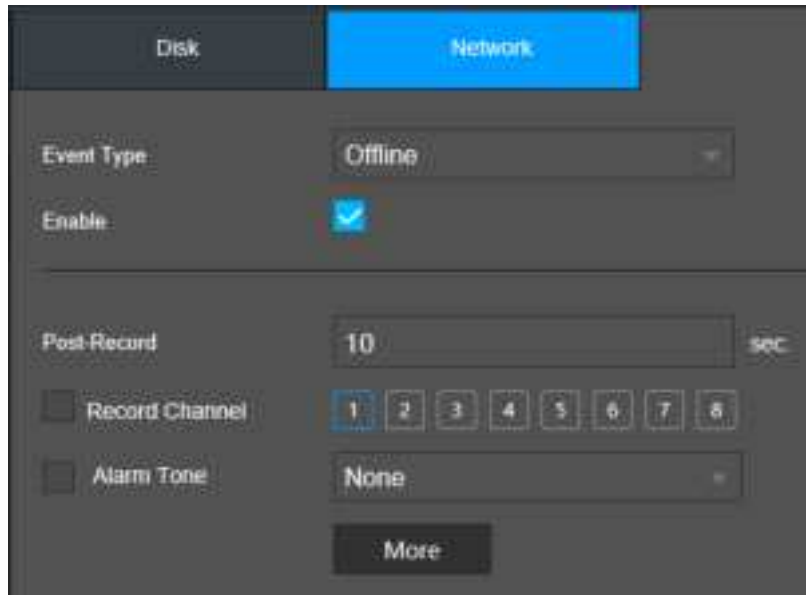 Disk Network
Event Type Offline
Enable
Post-Record 10 sec.
Record Channel 1 2 3 4 5 6 7 8
Alarm Tone None
More